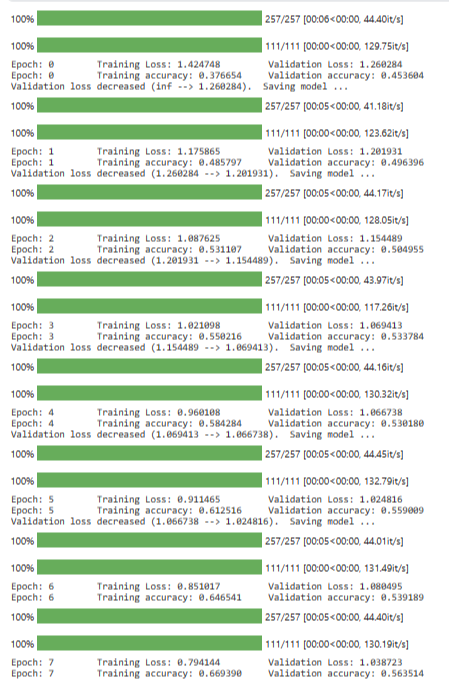 100% 257/257 [00:06<00:00, 44.40it/s]
100% 111/111 [00:00<00:00, 129.75it/s]
Epoch: 0 Training Loss: 1.424748 Validation Loss: 1.260284
Epoch: 0 Training accuracy: 0.376654 Validation accuracy: 0.453604
Validation loss decreased (inf --> 1.260284). Saving model ...
100% 257/257 [00:05<00:00, 41.18it/s]
100% 111/111 [00:00<00:00, 123.62it/s]
Epoch: 1 Training Loss: 1.175865 Validation Loss: 1.201931
Epoch: 1 Training accuracy: 0.485797 Validation accuracy: 0.496396
Validation loss decreased (1.260284 --> 1.201931). Saving model ...
100% 257/257 [00:05<00:00, 44.17it/s]
100% 111/111 [00:00<00:00, 128.05it/s]
Epoch: 2 Training Loss: 1.087625 Validation Loss: 1.154489
Epoch: 2 Training accuracy: 0.531107 Validation accuracy: 0.504955
Validation loss decreased (1.201931 --> 1.154489). Saving model ...
100% 257/257 [00:05<00:00, 43.97it/s]
100% 111/111 [00:00<00:00, 117.26it/s]
Epoch: 3 Training Loss: 1.021098 Validation Loss: 1.069413
Epoch: 3 Training accuracy: 0.550216 Validation accuracy: 0.533784
Validation loss decreased (1.154489 --> 1.069413). Saving model ...
100% 257/257 [00:05<00:00, 44.16it/s]
100% 111/111 [00:00<00:00, 130.32it/s]
Epoch: 4 Training Loss: 0.960108 Validation Loss: 1.066738
Epoch: 4 Training accuracy: 0.584284 Validation accuracy: 0.530180
Validation loss decreased (1.069413 --> 1.066738). Saving model ...
100% 257/257 [00:05<00:00, 44.45it/s]
100% 111/111 [00:00<00:00, 132.79it/s]
Epoch: 5 Training Loss: 0.911465 Validation Loss: 1.024816
Epoch: 5 Training accuracy: 0.612516 Validation accuracy: 0.559009
Validation loss decreased (1.066738 --> 1.024816). Saving model ...
100% 257/257 [00:05<00:00, 44.01it/s]
100% 111/111 [00:00<00:00, 131.49it/s]
Epoch: 6 Training Loss: 0.851017 Validation Loss: 1.080495
Epoch: 6 Training accuracy: 0.646541 Validation accuracy: 0.539189
100% 257/257 [00:05<00:00, 44.40it/s]
100% 111/111 [00:00<00:00, 130.19it/s]
Epoch: 7 Training Loss: 0.794144 Validation Loss: 1.038723
Epoch: 7 Training accuracy: 0.669390 Validation accuracy: 0.563514